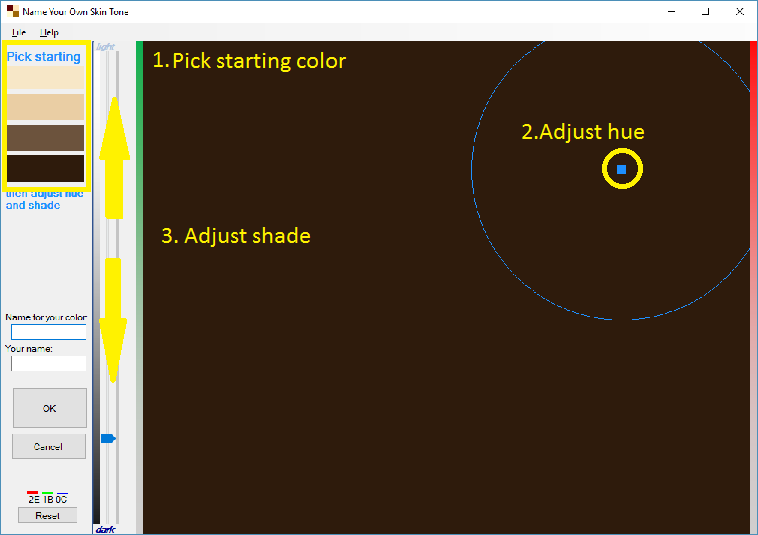 Name Your Own Skin Tone
File Help
Pick starting
then adjust hue
and shade
light
1. Pick starting color
2.Adjust hue
3. Adjust shade
Name for your color:
Your name:
OK
Cancel
2E 1B 0C
Reset
dark